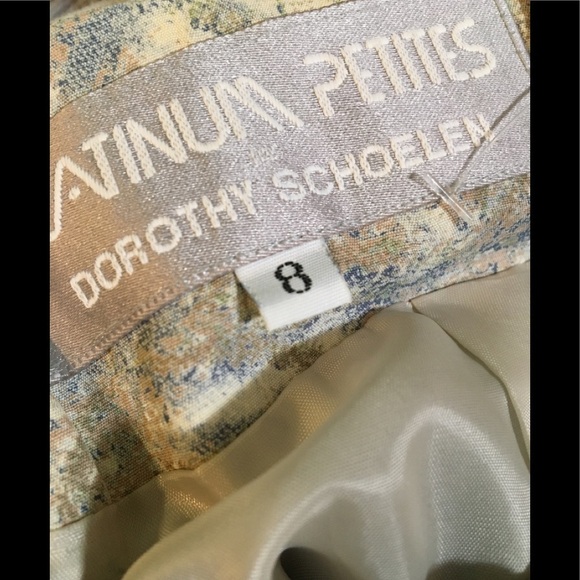 ATINUM PETITES
DOROTHY SCHOELEN
8